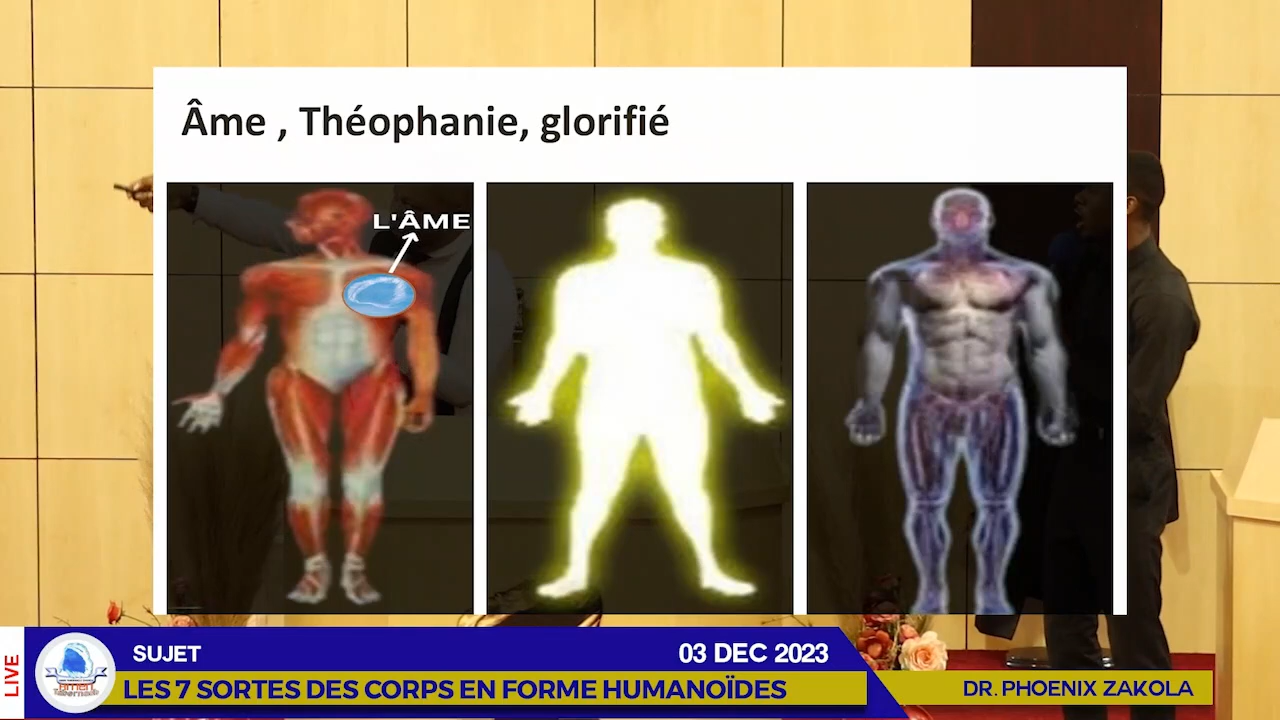 Âme , Théophanie, glorifié
L'ÂME
LIVE
SUJET
03 DEC 2023
LES 7 SORTES DES CORPS EN FORME HUMANOÏDES
DR. PHOENIX ZAKOLA